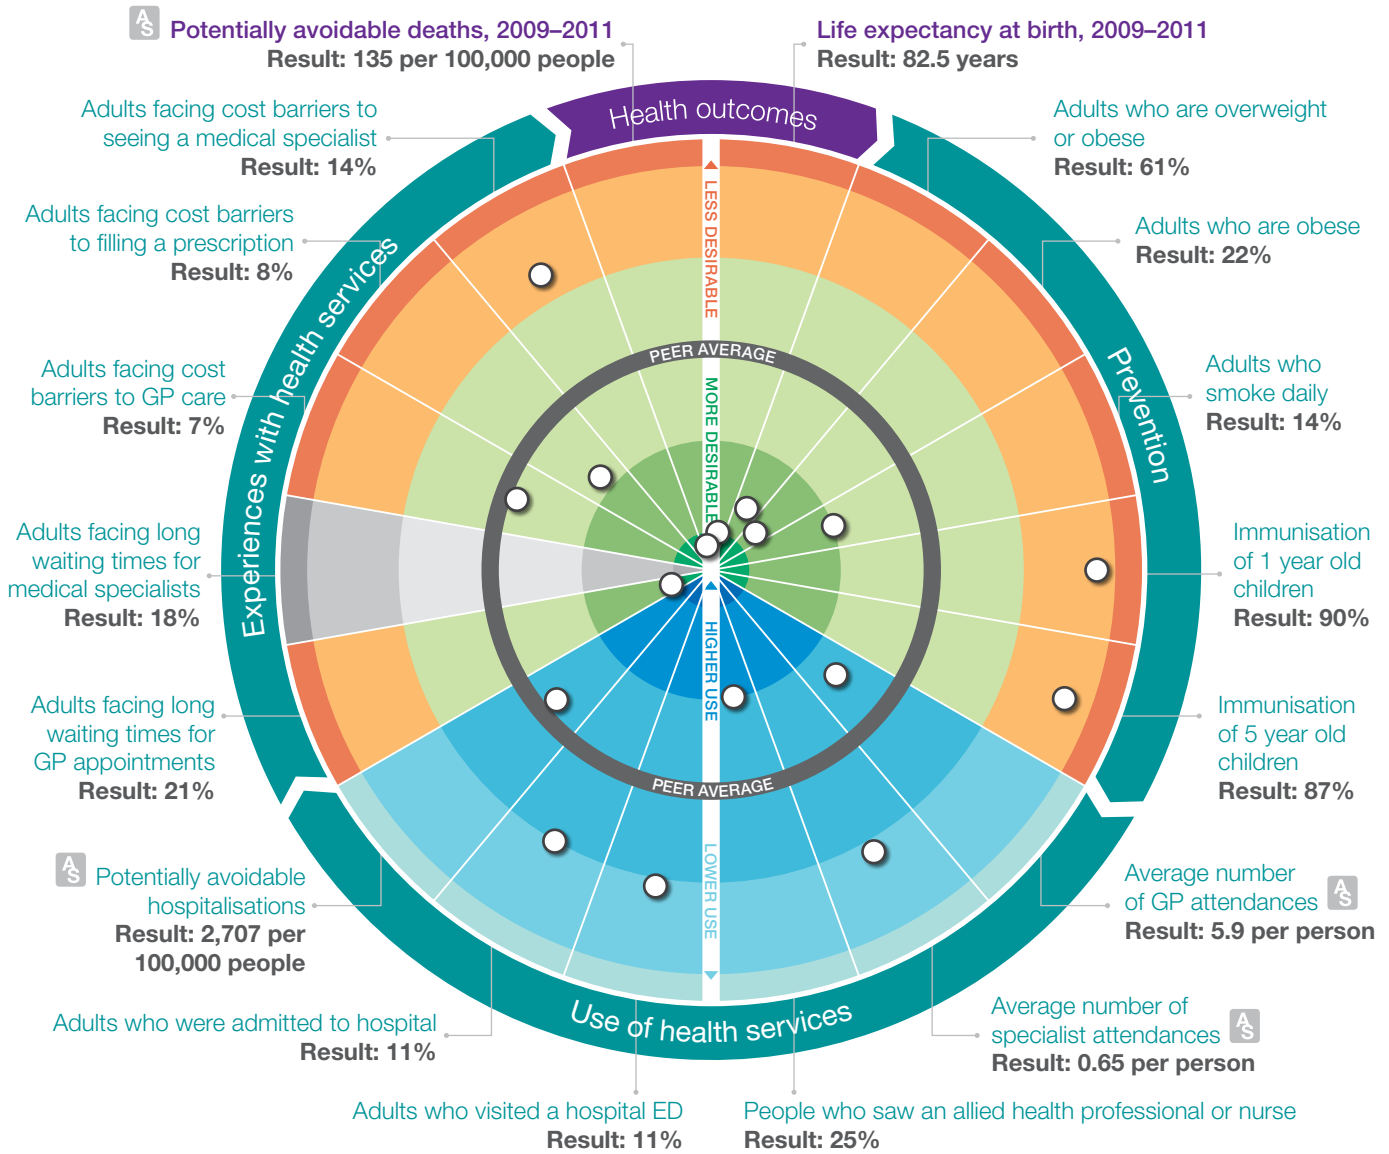 AS Potentially avoidable deaths, 2009–2011
Result: 135 per 100,000 people
Life expectancy at birth, 2009–2011
Result: 82.5 years
Adults facing cost barriers to
seeing a medical specialist
Result: 14%
Health outcomes
Adults who are overweight
or obese
Result: 61%
Adults facing cost barriers
to filling a prescription
Result: 8%
Adults who are obese
Result: 22%
LESS DESIRABLE
PEER AVERAGE
MORE DESIRABLE
Experiences with health services
Prevention
Adults facing cost
barriers to GP care
Result: 7%
Adults who
smoke daily
Result: 14%
Adults facing long
waiting times for
medical specialists
Result: 18%
Immunisation
of 1 year old
children
Result: 90%
HIGHER USE
PEER AVERAGE
LOWER USE
Adults facing long
waiting times for
GP appointments
Result: 21%
Immunisation
of 5 year old
children
Result: 87%
AS Potentially avoidable
hospitalisations
Result: 2,707 per
100,000 people
Average number
of GP attendances AS
Result: 5.9 per person
Use of health services
Adults who were admitted to hospital
Result: 11%
Average number of
specialist attendances AS
Result: 0.65 per person
Adults who visited a hospital ED
Result: 11%
People who saw an allied health professional or nurse
Result: 25%